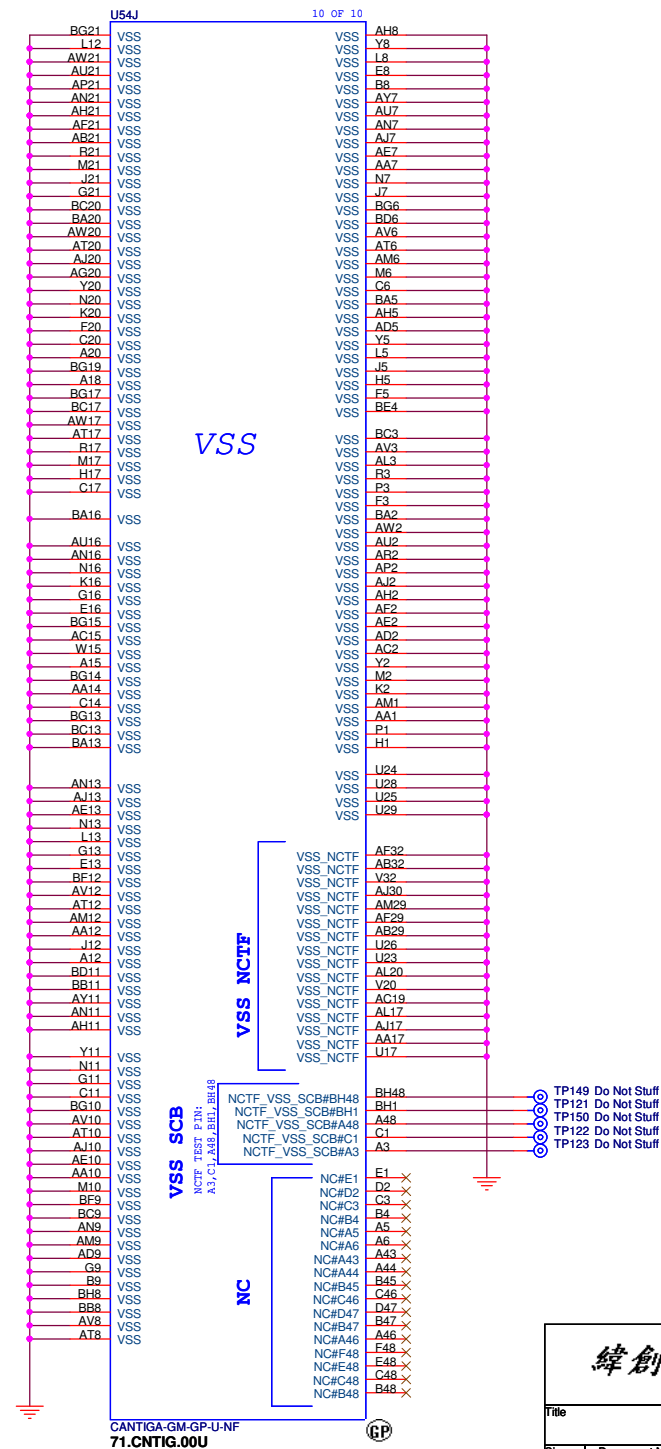 U54J
10 OF 10
BG21 VSS VSS AH8
L12 VSS VSS Y8
AW21 VSS VSS L8
AU21 VSS VSS E8
AP21 VSS VSS B8
AN21 VSS VSS AY7
AH21 VSS VSS AU7
AF21 VSS VSS AN7
AB21 VSS VSS AJ7
R21 VSS VSS AE7
M21 VSS VSS AA7
J21 VSS VSS N7
G21 VSS VSS J7
BC20 VSS VSS BG6
BA20 VSS VSS BD6
AW20 VSS VSS AV6
AT20 VSS VSS AT6
AJ20 VSS VSS AM6
AG20 VSS VSS M6
Y20 VSS VSS C6
N20 VSS VSS BA5
K20 VSS VSS AH5
F20 VSS VSS AD5
C20 VSS VSS Y5
A20 VSS VSS L5
BG19 VSS VSS J5
A18 VSS VSS H5
BG17 VSS VSS F5
BC17 VSS VSS BE4
AW17 VSS
AT17 VSS VSS VSS BC3
R17 VSS VSS AV3
M17 VSS VSS AL3
H17 VSS VSS R3
C17 VSS VSS P3
VSS F3
BA16 VSS VSS BA2
VSS AW2
AU16 VSS VSS AU2
AN16 VSS VSS AR2
N16 VSS VSS AP2
K16 VSS VSS AJ2
G16 VSS VSS AH2
E16 VSS VSS AF2
BG15 VSS VSS AE2
AC15 VSS VSS AD2
W15 VSS VSS AC2
A15 VSS VSS Y2
BG14 VSS VSS M2
AA14 VSS VSS K2
C14 VSS VSS AM1
BG13 VSS VSS AA1
BC13 VSS VSS P1
BA13 VSS VSS H1
VSS U24
AN13 VSS VSS U28
AJ13 VSS VSS U25
AE13 VSS VSS U29
N13 VSS
L13 VSS
G13 VSS VSS_NCTF AF32
E13 VSS VSS_NCTF AB32
BF12 VSS VSS_NCTF V32
AV12 VSS VSS_NCTF AJ30
AT12 VSS VSS_NCTF AM29
AM12 VSS VSS_NCTF AF29
AA12 VSS VSS_NCTF AB29
J12 VSS VSS_NCTF U26
A12 VSS VSS_NCTF U23
BD11 VSS VSS_NCTF AL20
BB11 VSS VSS_NCTF V20
AY11 VSS VSS_NCTF AC19
AN11 VSS VSS_NCTF AL17
AH11 VSS VSS_NCTF AJ17
VSS_NCTF AA17
Y11 VSS VSS_NCTF U17
VSS NCTF
N11 VSS
G11 VSS
C11 VSS NCTF_VSS_SCB#BH48 BH48 TP149 Do Not Stuff
BG10 VSS NCTF_VSS_SCB#BH1 BH1 TP121 Do Not Stuff
AV10 VSS NCTF_VSS_SCB#A48 A48 TP150 Do Not Stuff
AT10 VSS NCTF_VSS_SCB#C1 C1 TP122 Do Not Stuff
AJ10 VSS NCTF_VSS_SCB#A3 A3 TP123 Do Not Stuff
VSS SCB
NCTF TEST PIN:
A3,C1,A48,BH1,BH48
AE10 VSS
AA10 VSS NC#E1 E1
M10 VSS NC#D2 D2
BF9 VSS NC#C3 C3
BC9 VSS NC#B4 B4
AN9 VSS NC#A5 A5
AM9 VSS NC#A6 A6
AD9 VSS NC#A43 A43
G9 VSS NC#A44 A44
B9 VSS NC#B45 B45
BH8 VSS NC#C46 C46
BB8 VSS NC#D47 D47
AV8 VSS NC#B47 B47
AT8 VSS NC#A46 A46
NC#F48 F48
NC#E48 E48
NC#C48 C48
NC#B48 B48
NC
CANTIGA-GM-GP-U-NF
71.CNTIG.00U
GP
緯創
Title